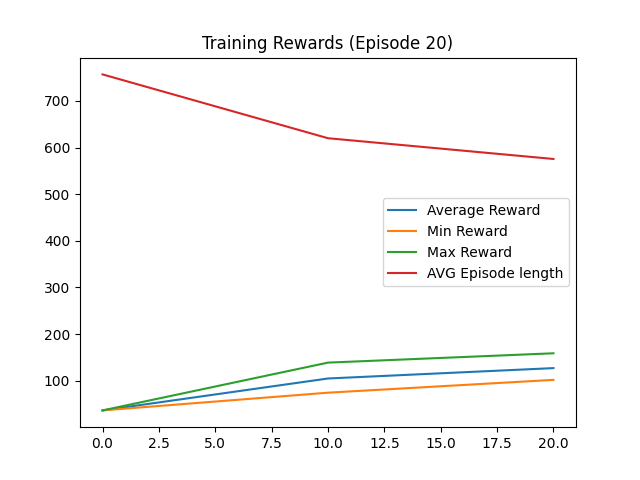 Training Rewards (Episode 20)
700
600
500
400
300
200
100
Average Reward
Min Reward
Max Reward
AVG Episode length
0.0 2.5 5.0 7.5 10.0 12.5 15.0 17.5 20.0